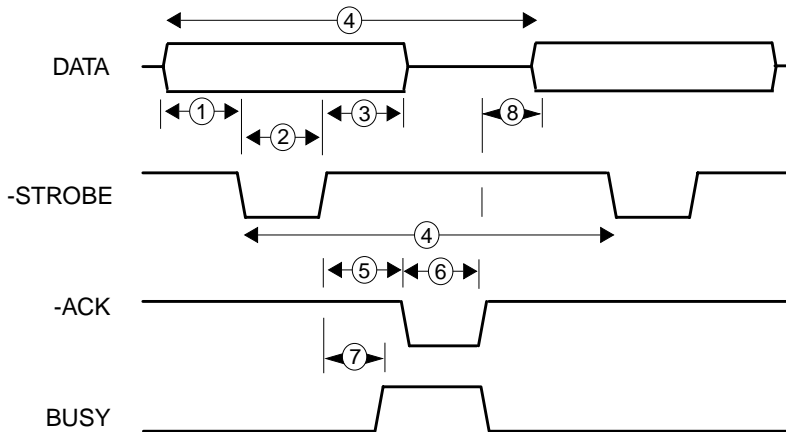 ④
DATA
① ② ③ ⑧
-STROBE
④
⑤ ⑥
-ACK
⑦
BUSY